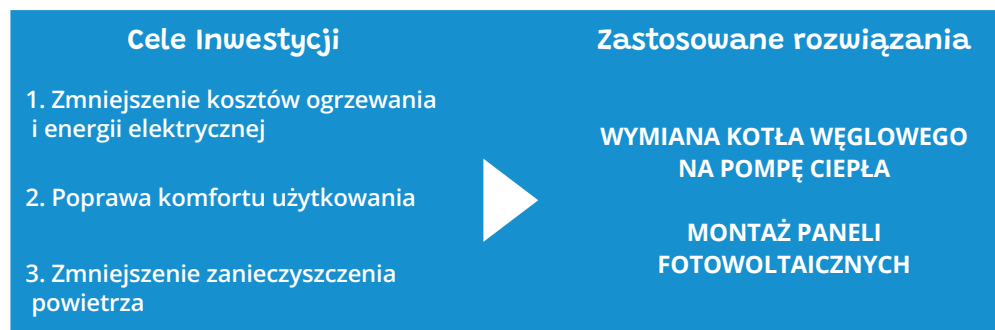 Cele Inwestycji
1. Zmniejszenie kosztów ogrzewania
i energii elektrycznej
2. Poprawa komfortu użytkowania
3. Zmniejszenie zanieczyszczenia
powietrza
Zastosowane rozwiązania
WYMIANA KOTŁA WĘGLOWEGO
NA POMPĘ CIEPŁA
MONTAŻ PANELI
FOTOWOLTAICZNYCH